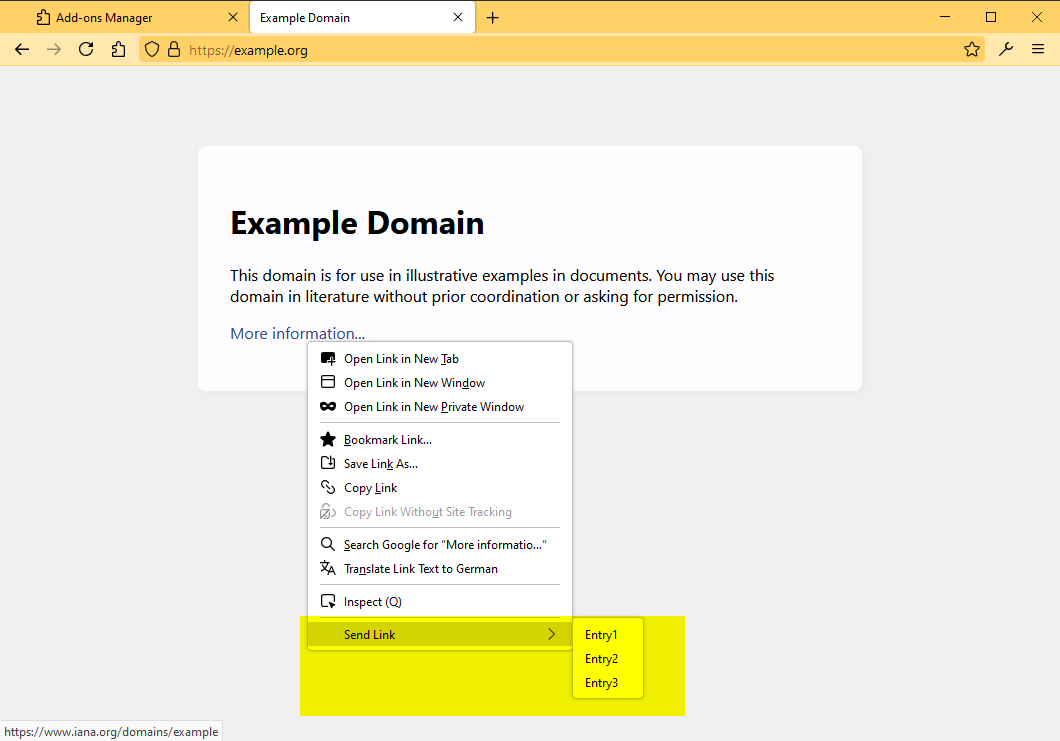 Add-ons Manager
Example Domain
https://example.org
Example Domain
This domain is for use in illustrative examples in documents. You may use this
domain in literature without prior coordination or asking for permission.
More information...
Open Link in New Tab
Open Link in New Window
Open Link in New Private Window
Bookmark Link...
Save Link As...
Copy Link
Copy Link Without Site Tracking
Search Google for “More informatio...”
Translate Link Text to German
Inspect (Q)
Send Link
Entry1
Entry2
Entry3
https://www.iana.org/domains/example